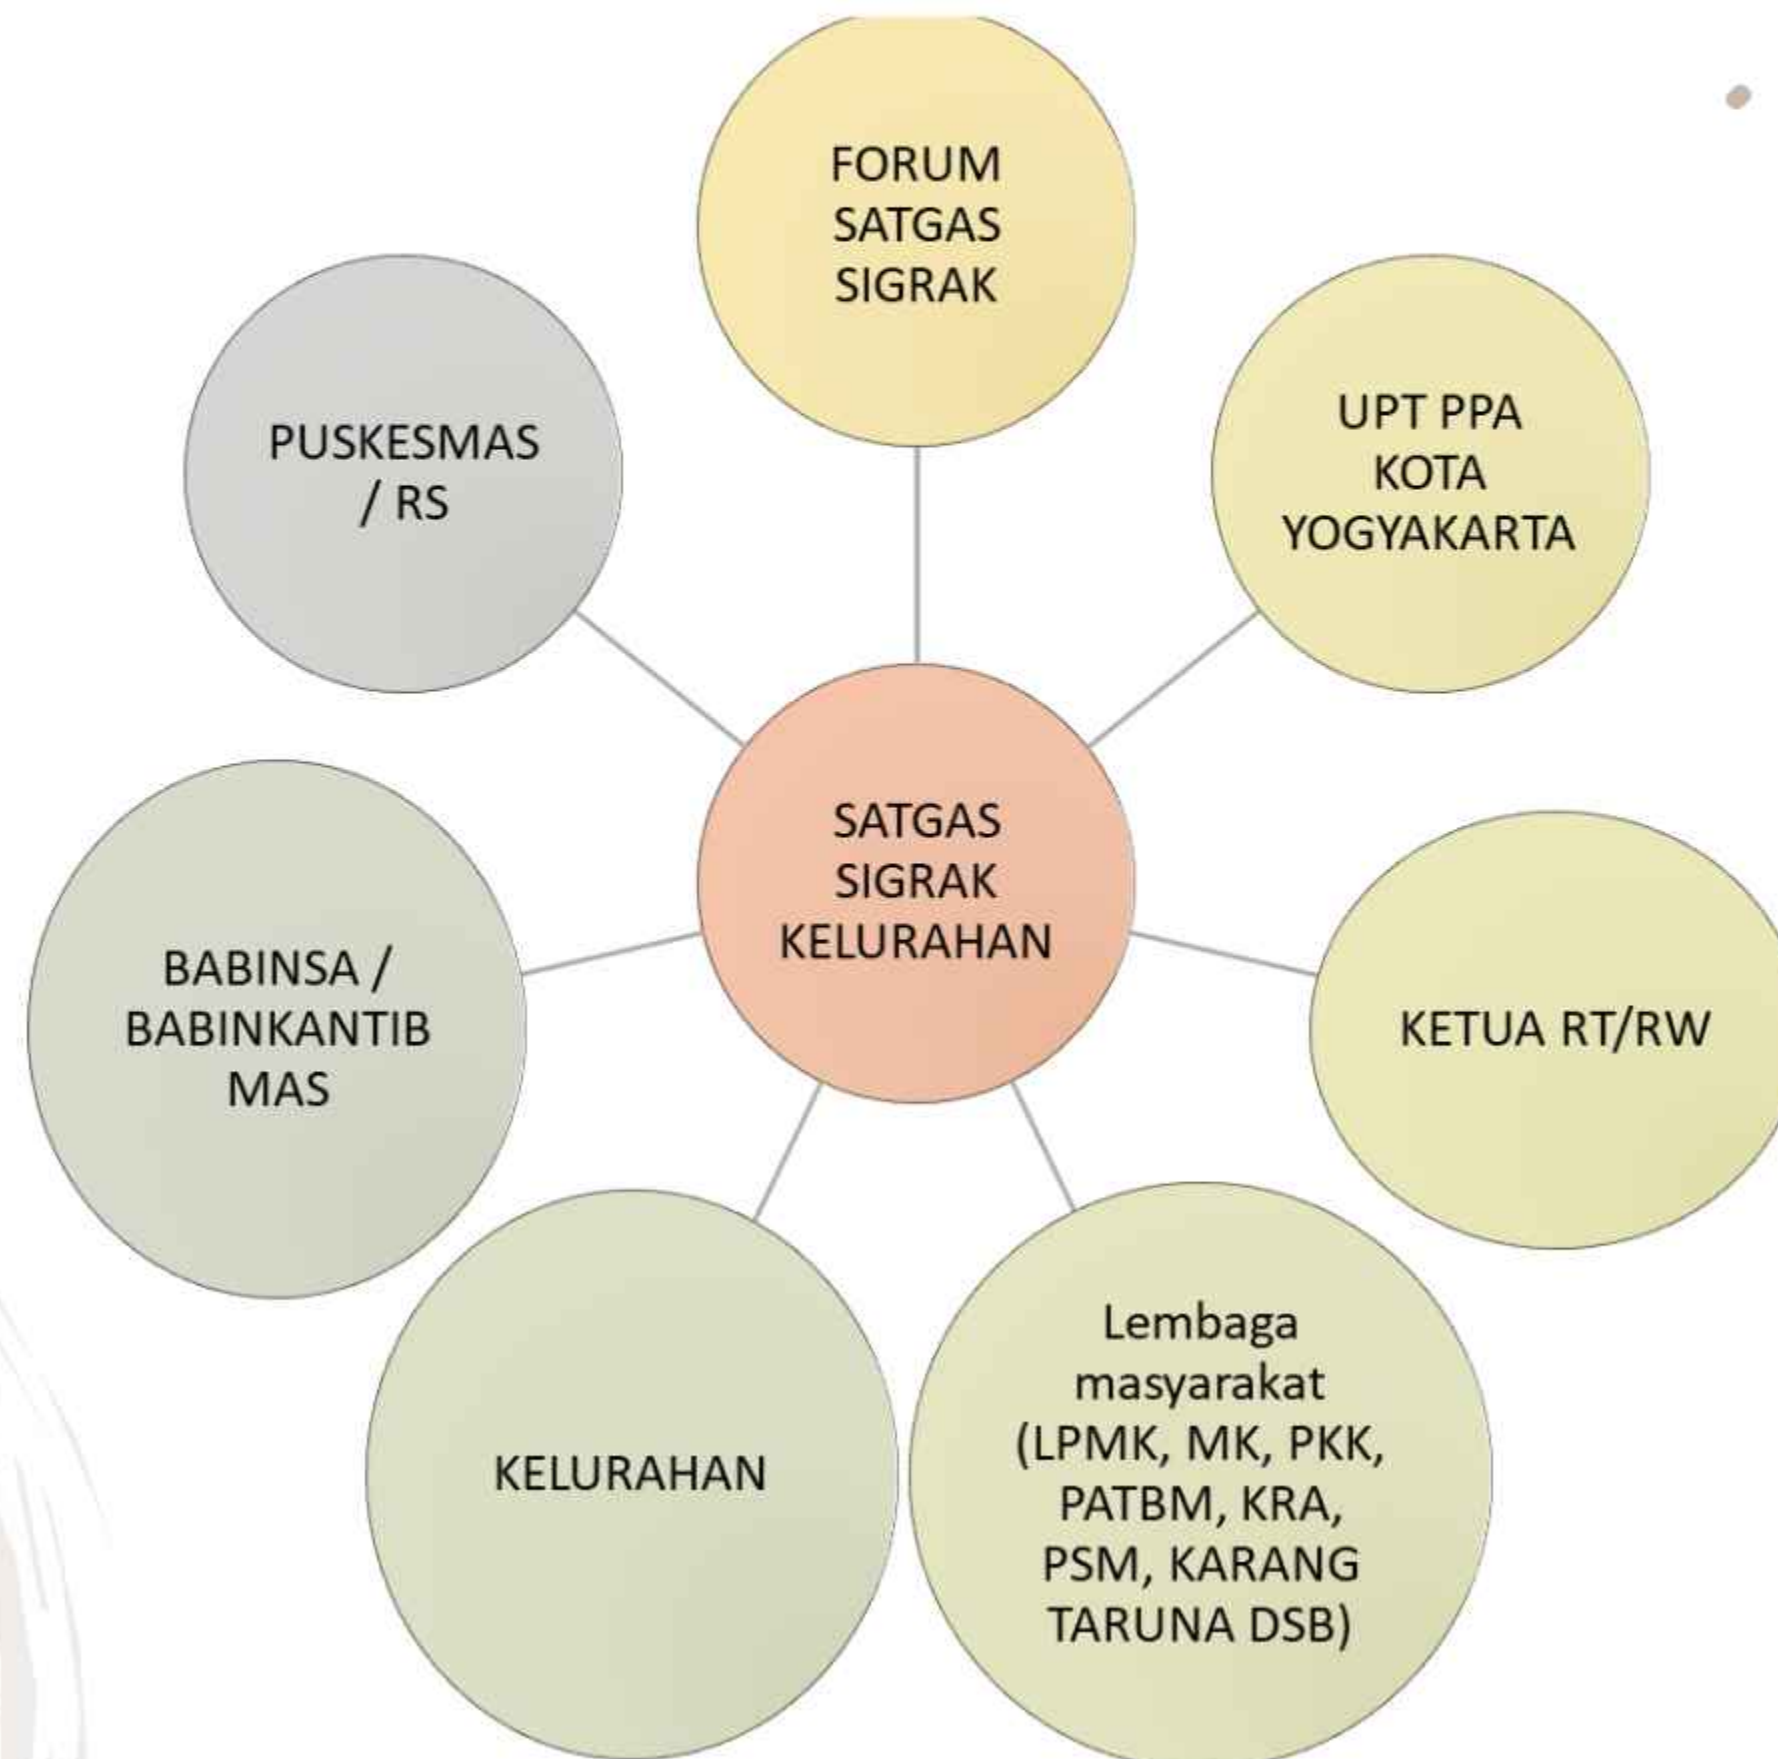 FORUM
SATGAS
SIGRAK
UPT PPA
KOTA
YOGYAKARTA
KETUA RT/RW
Lembaga
masyarakat
(LPMK, MK, PKK,
PATBM, KRA,
PSM, KARANG
TARUNA DSB)
KELURAHAN
BABINSA /
BABINKANTIB
MAS
PUSKESMAS
/ RS
SATGAS
SIGRAK
KELURAHAN